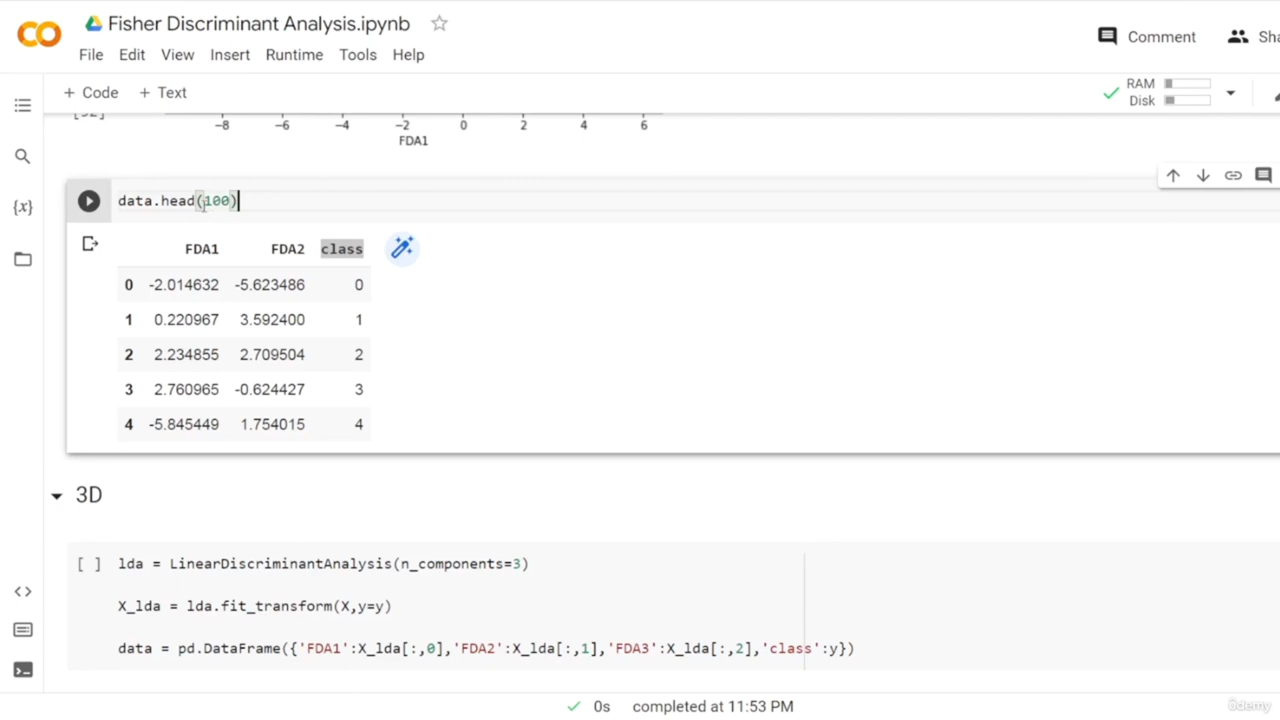 Fisher Discriminant Analysis.ipynb
File Edit View Insert Runtime Tools Help
Comment
+ Code + Text
RAM
Disk
−8 −6 −4 −2 0 2 4 6
FDA1
data.head(100)
FDA1 FDA2 class
0 -2.014632 -5.623486 0
1 0.220967 3.592400 1
2 2.234855 2.709504 2
3 2.760965 -0.624427 3
4 -5.845449 1.754015 4
3D
[ ] lda = LinearDiscriminantAnalysis(n_components=3)
X_lda = lda.fit_transform(X,y=y)
data = pd.DataFrame({'FDA1':X_lda[:,0],'FDA2':X_lda[:,1],'FDA3':X_lda[:,2],'class':y})
0s completed at 11:53 PM
ûdemy